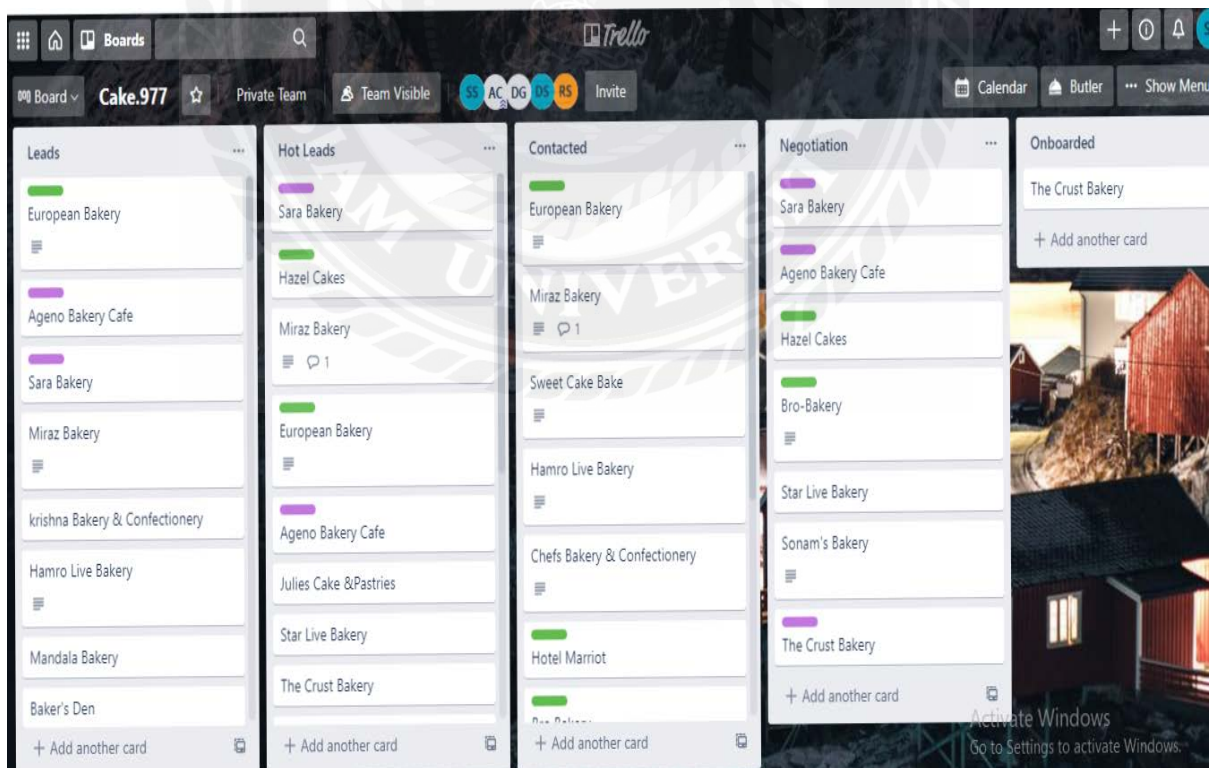 Boards
Trello
Board
Cake.977
Private Team
Team Visible
SS AC DG DS RS
Invite
Calendar
Butler
Show Menu
Leads
European Bakery
Ageno Bakery Cafe
Sara Bakery
Miraz Bakery
Bakery & Confectionery
Hamro Live Bakery
Mandala Bakery
Baker's Den
+ Add another card
Hot Leads
Sara Bakery
Hazel Cakes
Miraz Bakery
1
European Bakery
Ageno Bakery Cafe
Julies Cake &Pastries
Star Live Bakery
The Crust Bakery
+ Add another card
Contacted
European Bakery
Miraz Bakery
1
Sweet Cake Bake
Hamro Live Bakery
Chefs Bakery & Confectionery
Hotel Marriot
+ Add another card
Negotiation
Sara Bakery
Ageno Bakery Cafe
Hazel Cakes
Bro-Bakery
Star Live Bakery
Sonam's Bakery
The Crust Bakery
+ Add another card
Onboarded
The Crust Bakery
+ Add another card
Activate Windows
Go to Settings to activate Windows.
UNIVERSITY